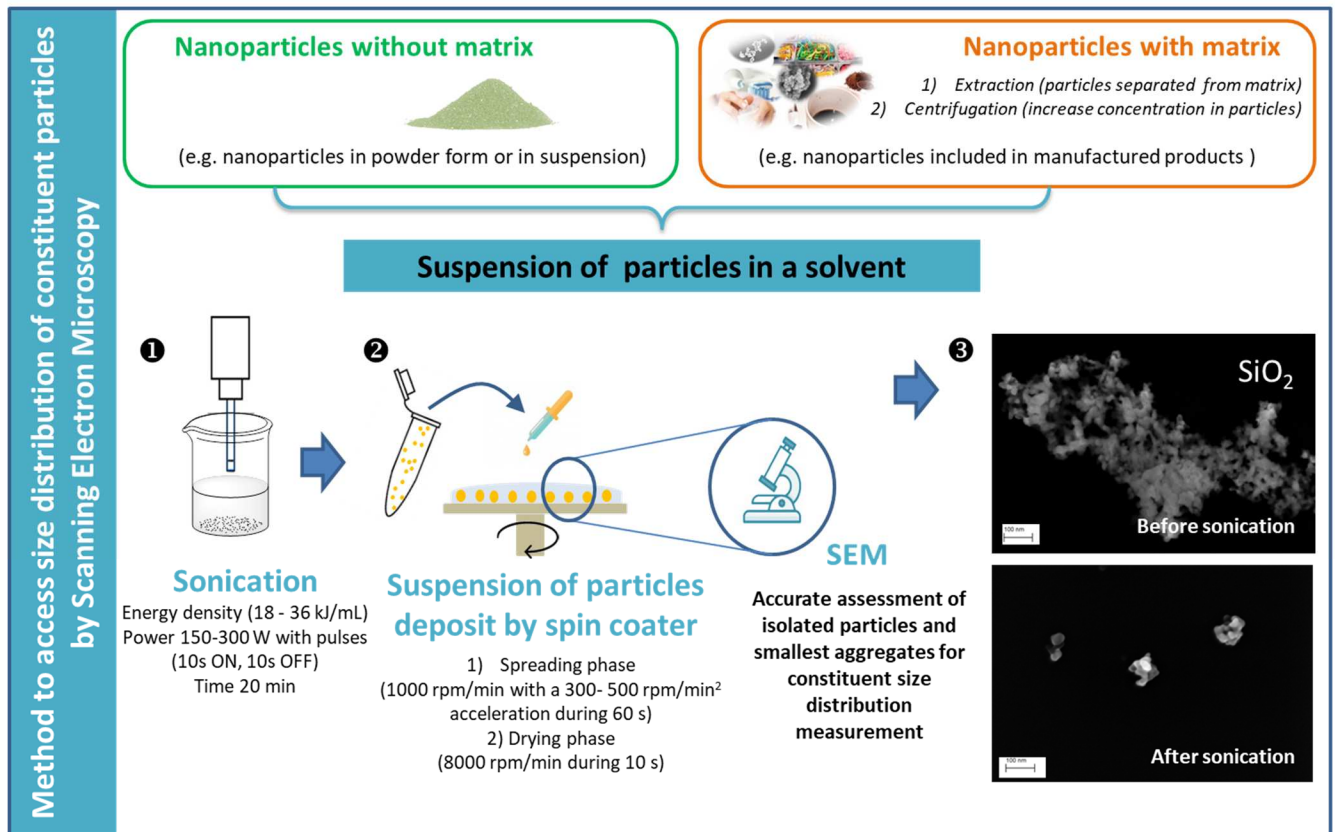 Method to access size distribution of constituent particles
by Scanning Electron Microscopy
Nanoparticles without matrix
(e.g. nanoparticles in powder form or in suspension)
Nanoparticles with matrix
1) Extraction (particles separated from matrix)
2) Centrifugation (increase concentration in particles)
(e.g. nanoparticles included in manufactured products )
Suspension of particles in a solvent
❶
Sonication
Energy density (18 - 36 kJ/mL)
Power 150-300 W with pulses
(10s ON, 10s OFF)
Time 20 min
❷
Suspension of particles
deposit by spin coater
1) Spreading phase
(1000 rpm/min with a 300- 500 rpm/min²
acceleration during 60 s)
2) Drying phase
(8000 rpm/min during 10 s)
SEM
Accurate assessment of
isolated particles and
smallest aggregates for
constituent size
distribution
measurement
❸
SiO₂
100 nm
Before sonication
100 nm
After sonication